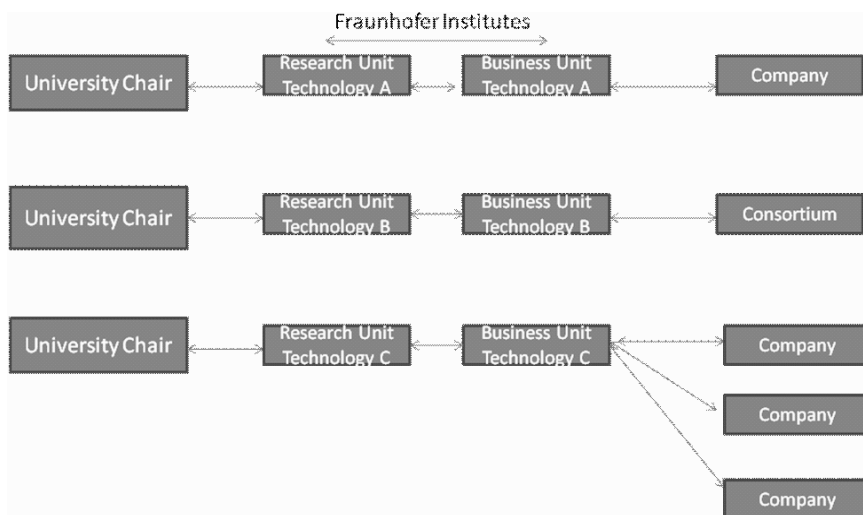 Fraunhofer Institutes
University Chair
Research Unit
Technology A
Business Unit
Technology A
Company
University Chair
Research Unit
Technology B
Business Unit
Technology B
Consortium
University Chair
Research Unit
Technology C
Business Unit
Technology C
Company
Company
Company